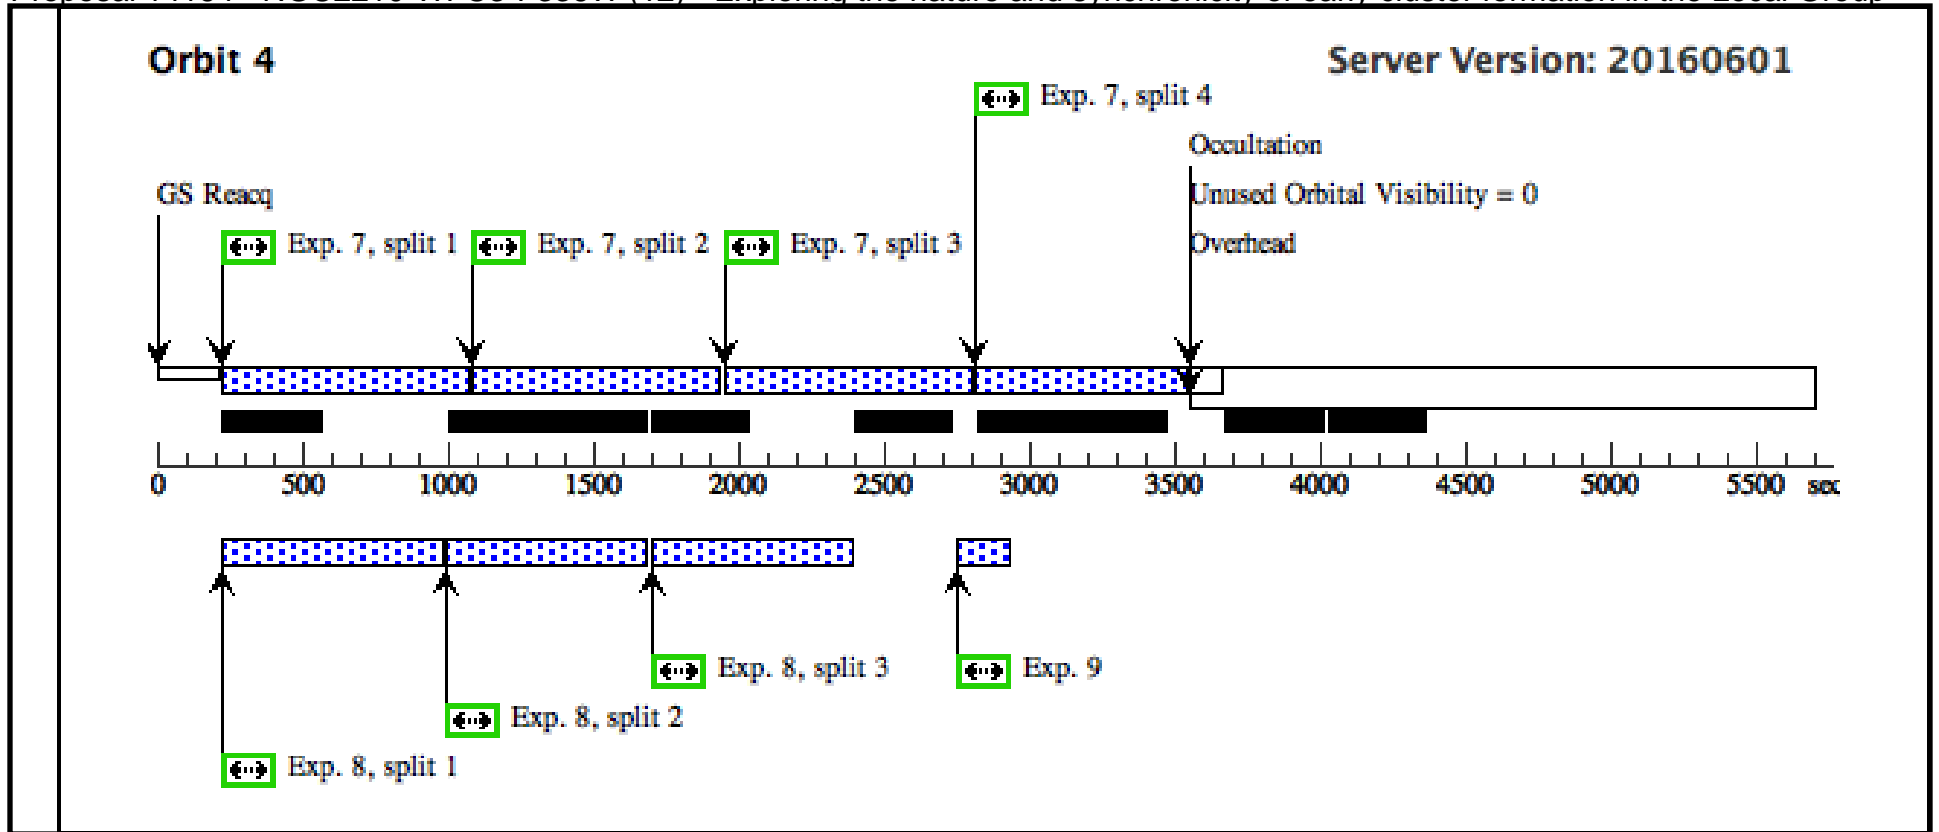 Orbit 4
Server Version: 20160601
Exp. 7, split 4
Occultation
GS Reacq
Unused Orbital Visibility = 0
Exp. 7, split 1
Exp. 7, split 2
Exp. 7, split 3
Overhead
0 500 1000 1500 2000 2500 3000 3500 4000 4500 5000 5500 sec
Exp. 8, split 3
Exp. 9
Exp. 8, split 2
Exp. 8, split 1